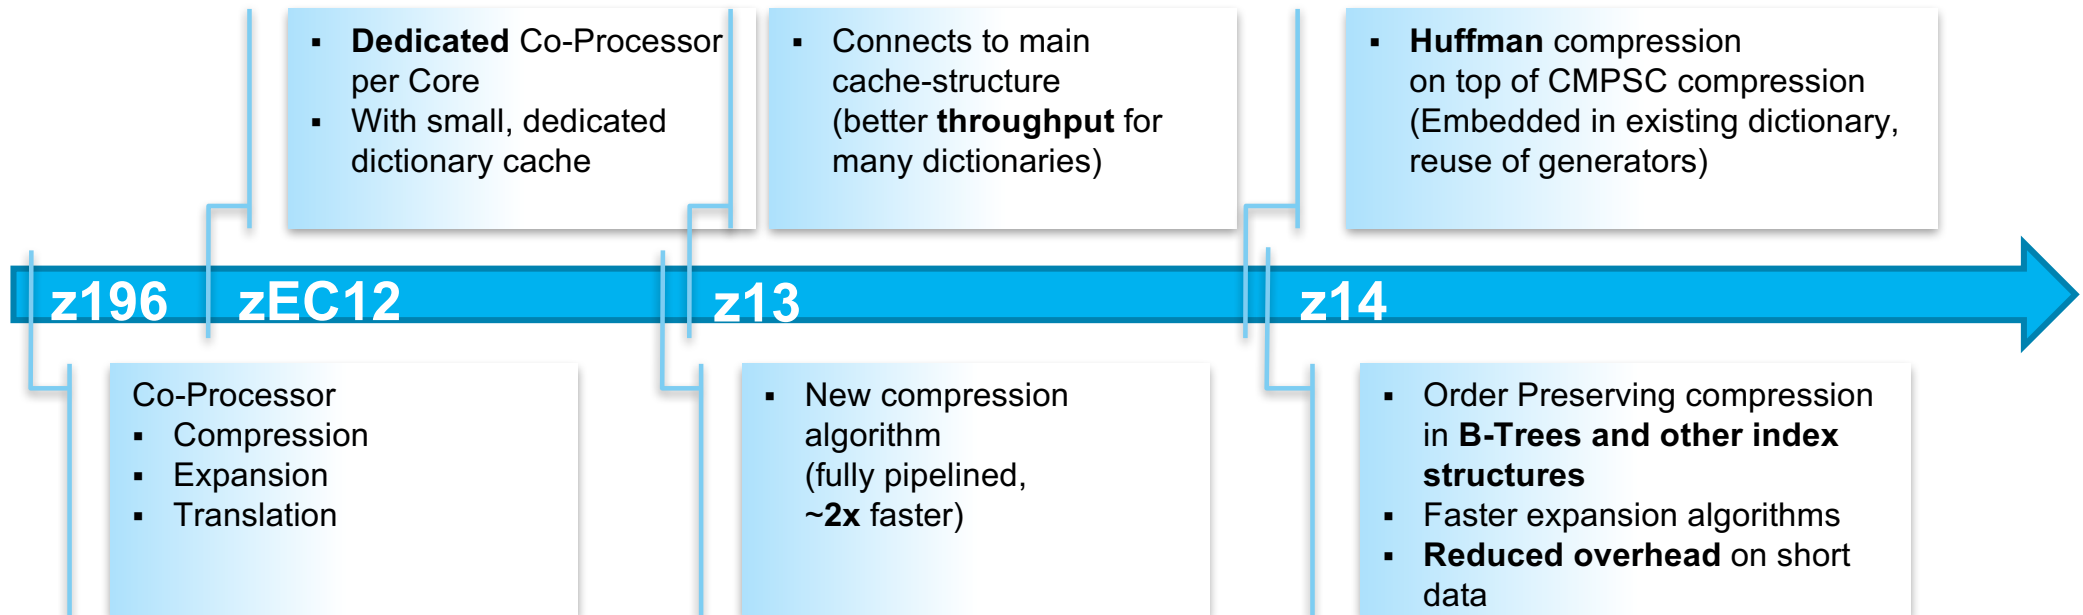 ▪ Dedicated Co-Processor
per Core
▪ With small, dedicated
dictionary cache
▪ Connects to main
cache-structure
(better throughput for
many dictionaries)
▪ Huffman compression
on top of CMPSC compression
(Embedded in existing dictionary,
reuse of generators)
z196 zEC12 z13 z14
Co-Processor
▪ Compression
▪ Expansion
▪ Translation
▪ New compression
algorithm
(fully pipelined,
~2x faster)
▪ Order Preserving compression
in B-Trees and other index
structures
▪ Faster expansion algorithms
▪ Reduced overhead on short
data